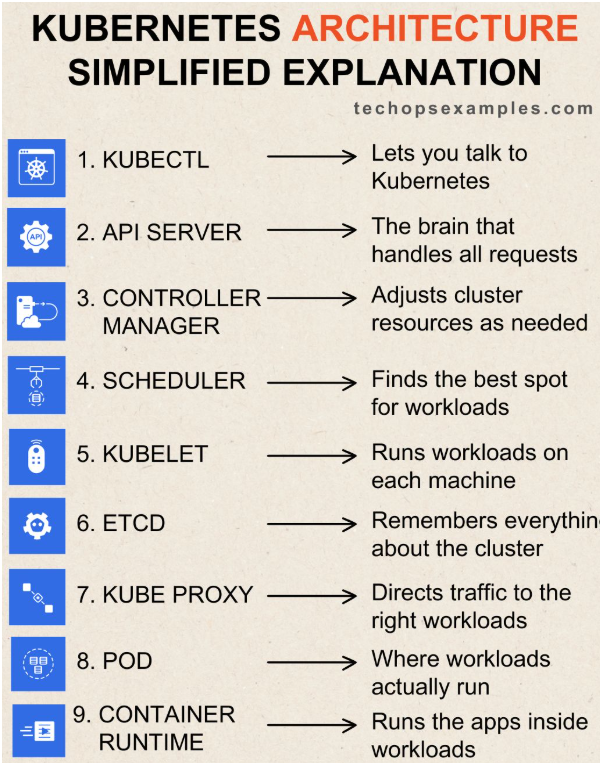 KUBERNETES ARCHITECTURE
SIMPLIFIED EXPLANATION
techopsexamples.com
1. KUBECTL
Lets you talk to
Kubernetes
API
2. API SERVER
The brain that
handles all requests
3. CONTROLLER
MANAGER
Adjusts cluster
resources as needed
4. SCHEDULER
Finds the best spot
for workloads
5. KUBELET
Runs workloads on
each machine
6. ETCD
Remembers everythin
about the cluster
7. KUBE PROXY
Directs traffic to the
right workloads
8. POD
Where workloads
actually run
9. CONTAINER
RUNTIME
Runs the apps inside
workloads